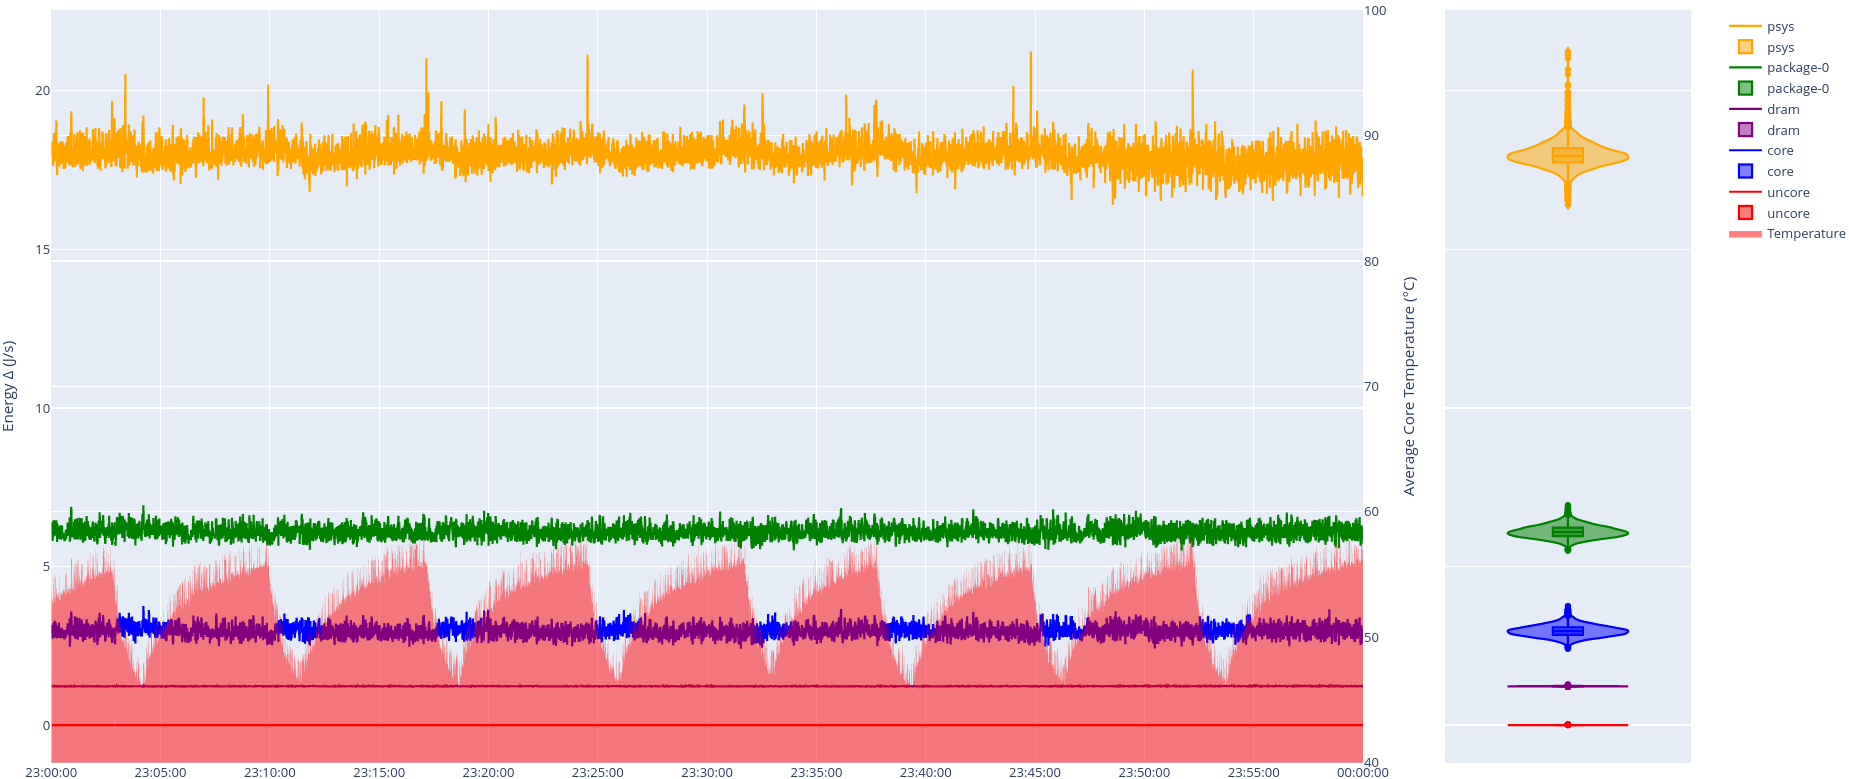 Energy Δ (J/s)
20
15
10
5
0
23:00:00 23:05:00 23:10:00 23:15:00 23:20:00 23:25:00 23:30:00 23:35:00 23:40:00 23:45:00 23:50:00 23:55:00 00:00:00
100
90
80
70
60
50
40
Average Core Temperature (°C)
psys
psys
package-0
package-0
dram
dram
core
core
uncore
uncore
Temperature